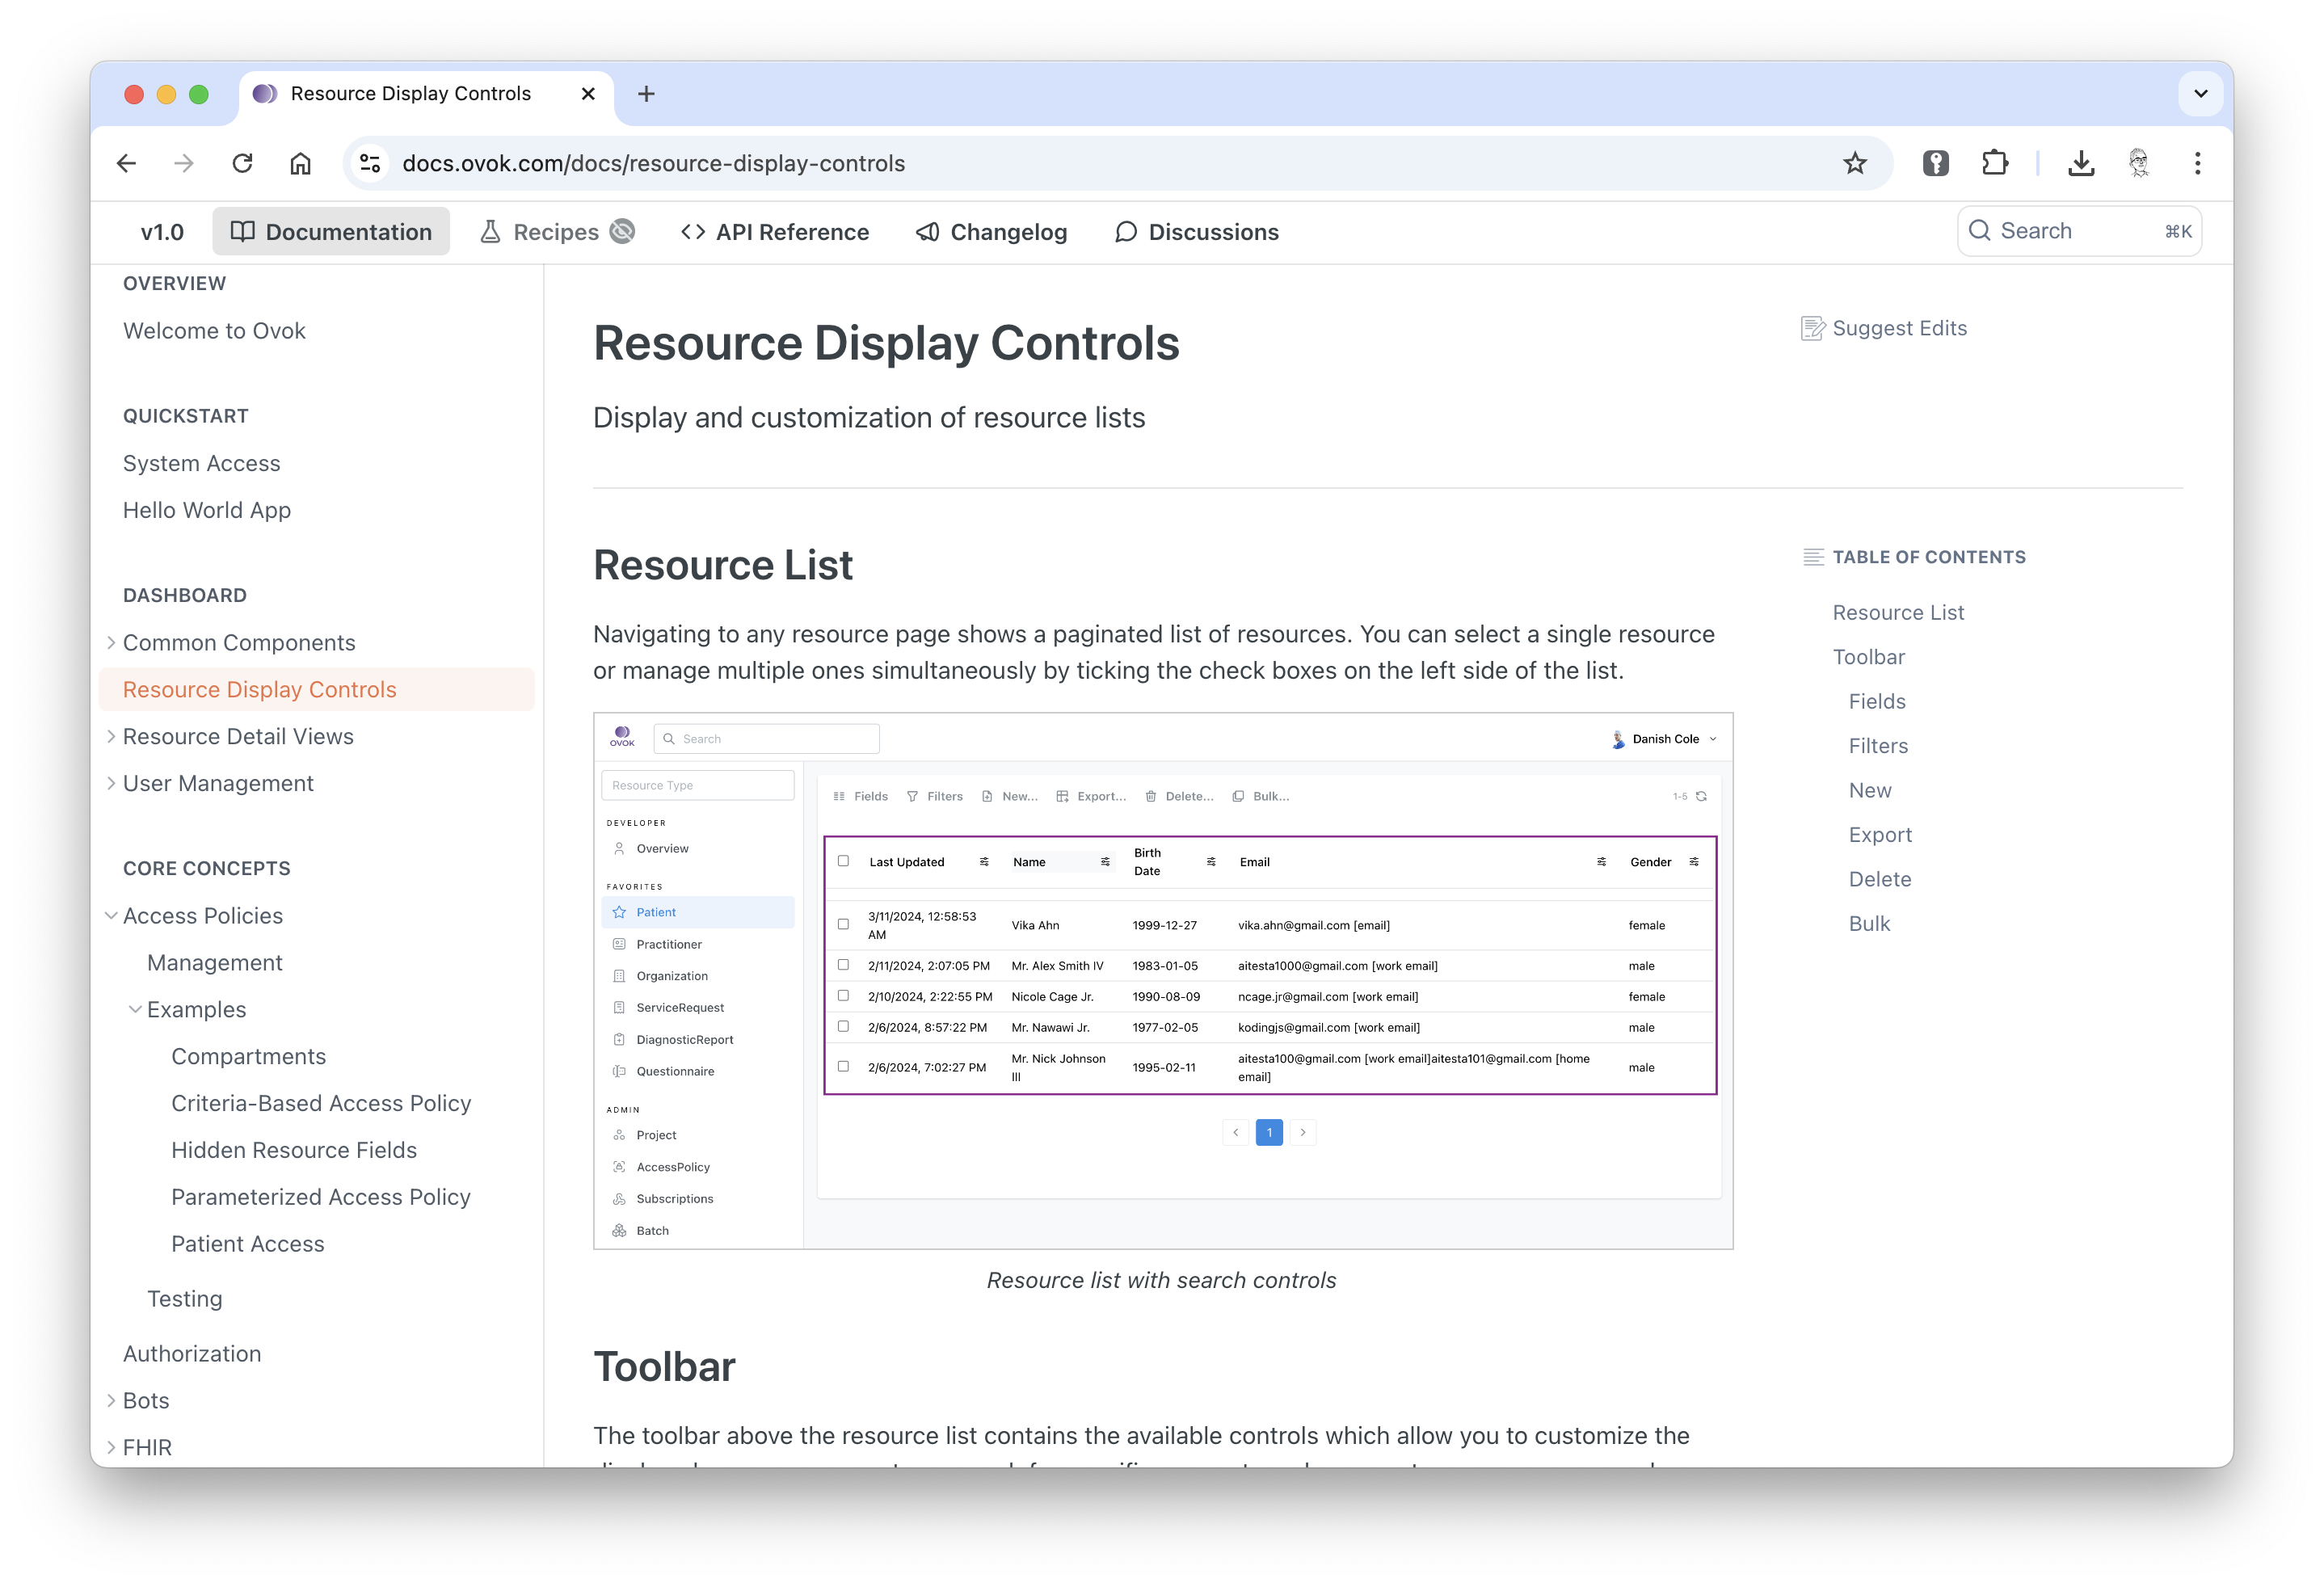 Resource Display Controls
docs.ovok.com/docs/resource-display-controls
v1.0 Documentation Recipes API Reference Changelog Discussions Search ⌘K
OVERVIEW
Welcome to Ovok
QUICKSTART
System Access
Hello World App
DASHBOARD
Common Components
Resource Display Controls
Resource Detail Views
User Management
CORE CONCEPTS
Access Policies
Management
Examples
Compartments
Criteria-Based Access Policy
Hidden Resource Fields
Parameterized Access Policy
Patient Access
Testing
Authorization
Bots
FHIR
Resource Display Controls
Suggest Edits
Display and customization of resource lists
Resource List
Navigating to any resource page shows a paginated list of resources. You can select a single resource
or manage multiple ones simultaneously by ticking the check boxes on the left side of the list.
OVOK Search Danish Cole
Resource Type
DEVELOPER
Overview
FAVORITES
Patient
Practitioner
Organization
ServiceRequest
DiagnosticReport
Questionnaire
ADMIN
Project
AccessPolicy
Subscriptions
Batch
Fields Filters New... Export... Delete... Bulk... 1-5
Last Updated Name Birth Date Email Gender
3/11/2024, 12:58:53 AM Vika Ahn 1999-12-27 vika.ahn@gmail.com [email] female
2/11/2024, 2:07:05 PM Mr. Alex Smith IV 1983-01-05 aitesta1000@gmail.com [work email] male
2/10/2024, 2:22:55 PM Nicole Cage Jr. 1990-08-09 ncage.jr@gmail.com [work email] female
2/6/2024, 8:57:22 PM Mr. Nawawi Jr. 1977-02-05 kodingjs@gmail.com [work email] male
2/6/2024, 7:02:27 PM Mr. Nick Johnson III 1995-02-11 aitesta100@gmail.com [work email]aitesta101@gmail.com [home email] male
1
Resource list with search controls
Toolbar
The toolbar above the resource list contains the available controls which allow you to customize the
TABLE OF CONTENTS
Resource List
Toolbar
Fields
Filters
New
Export
Delete
Bulk